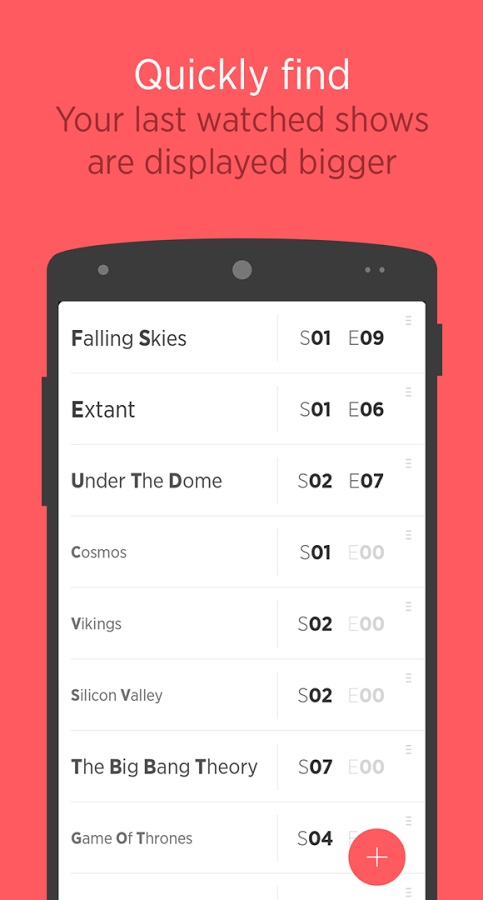 Quickly find
Your last watched shows
are displayed bigger
Falling Skies S01 E09
Extant S01 E06
Under The Dome S02 E07
Cosmos S01 E00
Vikings S02 E00
Silicon Valley S02 E00
The Big Bang Theory S07 E00
Game Of Thrones S04